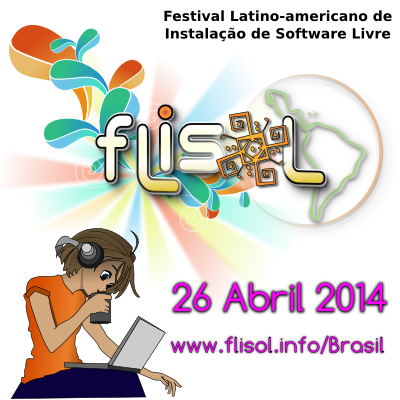 Festival Latino-americano de
Instalação de Software Livre
fLisoL
26 Abril 2014
www.flisol.info/Brasil